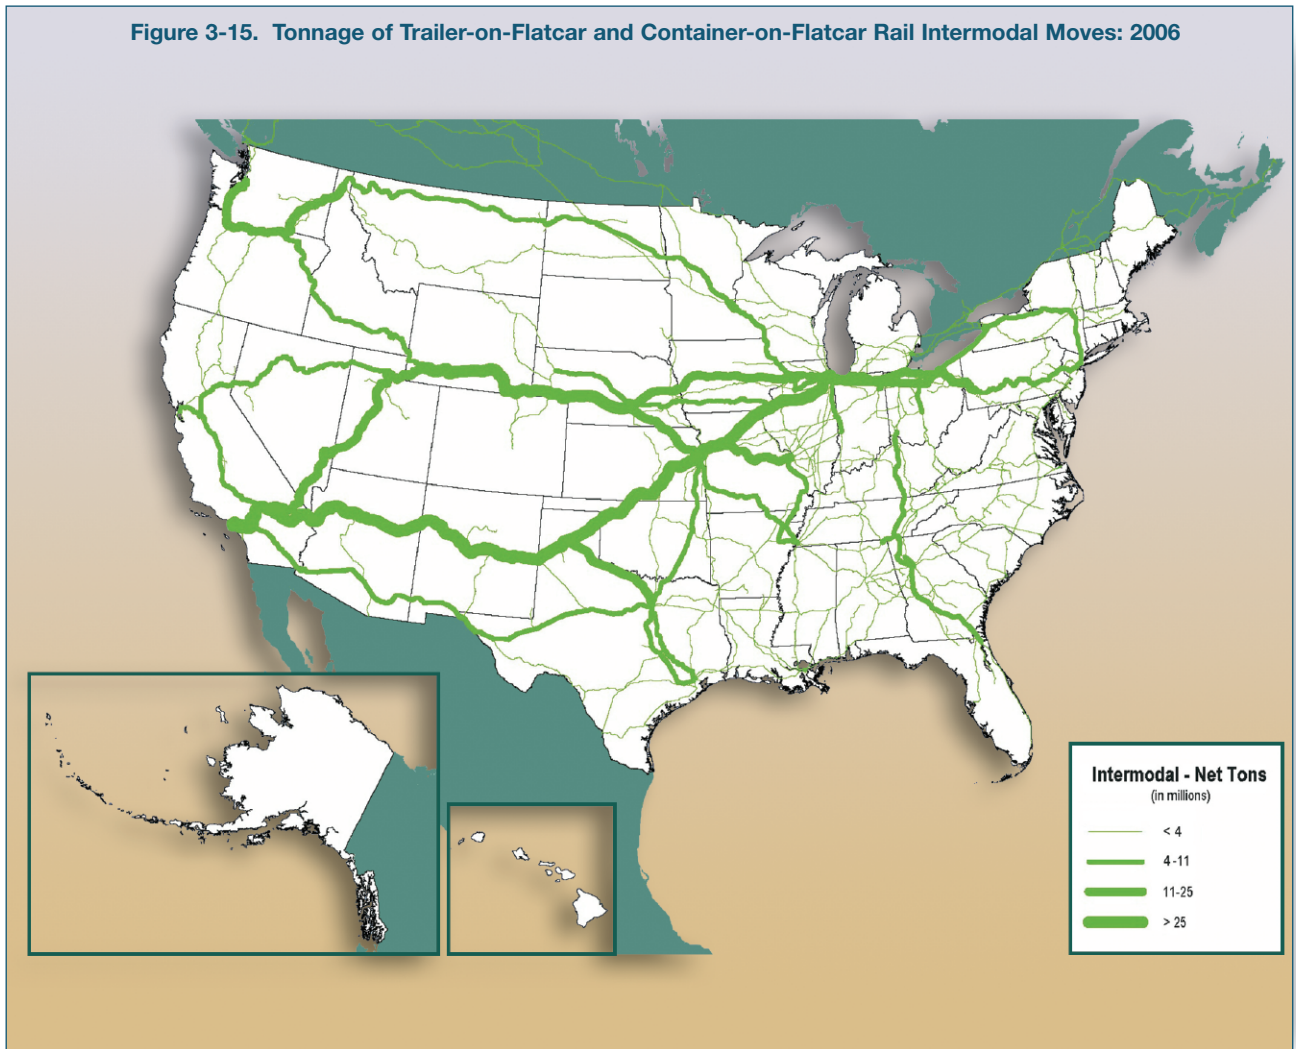 Figure 3-15.  Tonnage of Trailer-on-Flatcar and Container-on-Flatcar Rail Intermodal Moves: 2006
Intermodal - Net Tons
(in millions)
< 4
4-11
11-25
> 25